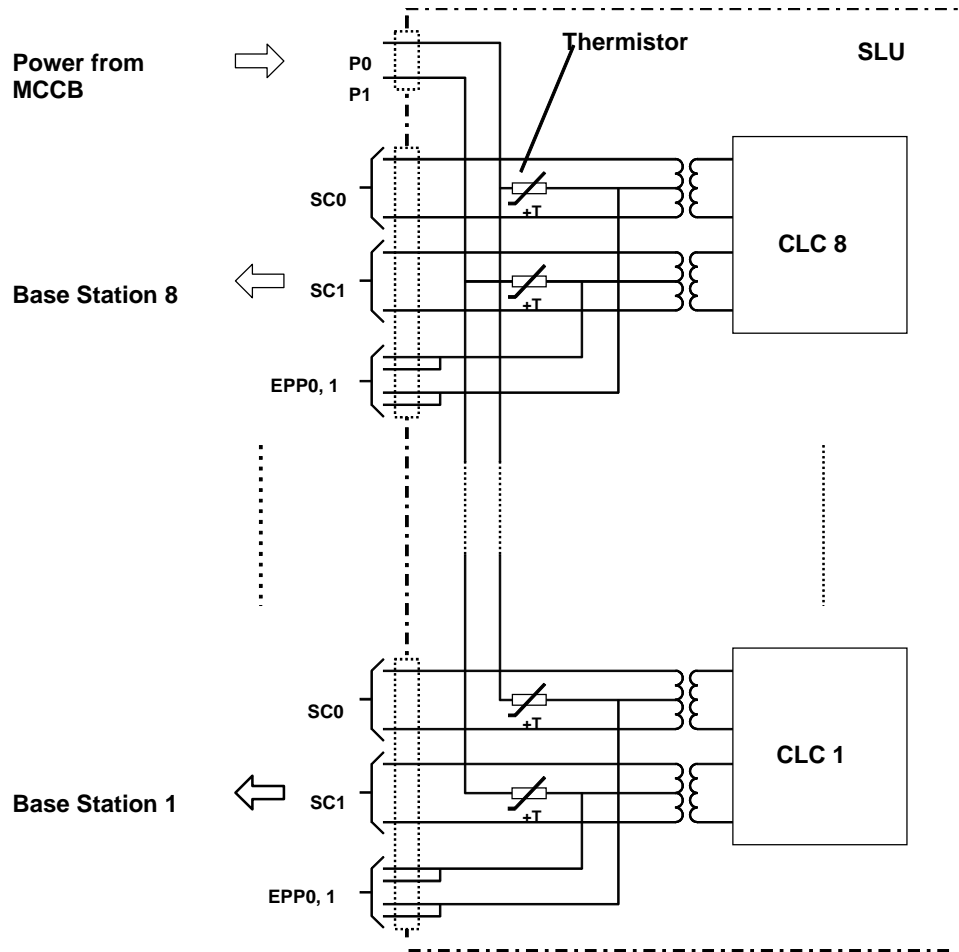 Thermistor
SLU
Power from
MCCB
P0
P1
SC0
+T
CLC 8
SC1
+T
Base Station 8
EPP0, 1
SC0
+T
CLC 1
SC1
+T
Base Station 1
EPP0, 1